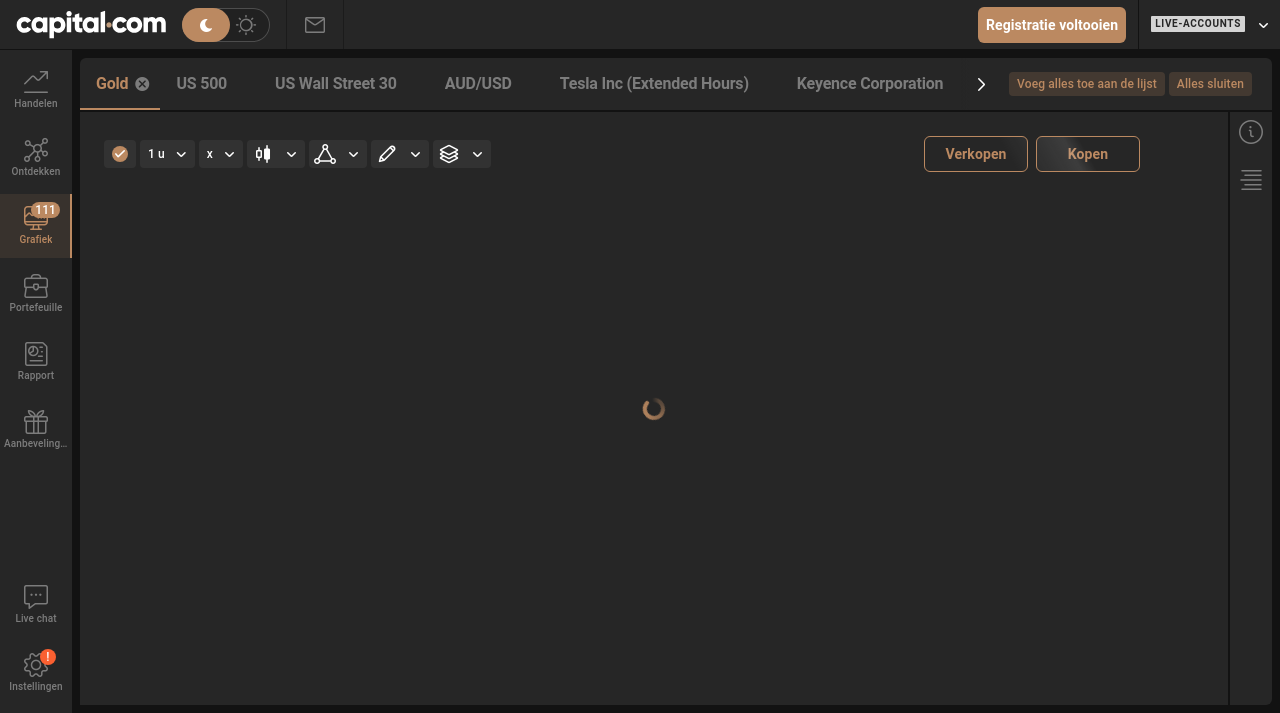 capital.com
Registratie voltooien
LIVE-ACCOUNTS
Handelen
Ontdekken
111
Grafiek
Portefeuille
Rapport
Aanbeveling...
Live chat
!
Instellingen
Gold
US 500
US Wall Street 30
AUD/USD
Tesla Inc (Extended Hours)
Keyence Corporation
Voeg alles toe aan de lijst
Alles sluiten
1 u
x
Verkopen
Kopen